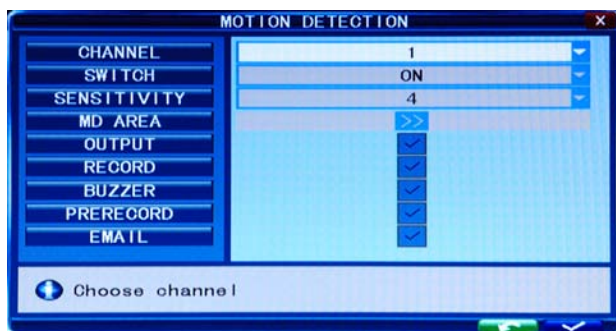 MOTION DETECTION X
CHANNEL 1
SWITCH ON
SENSITIVITY 4
MD AREA >>
OUTPUT
RECORD
BUZZER
PRERECORD
EMAIL
Choose channel